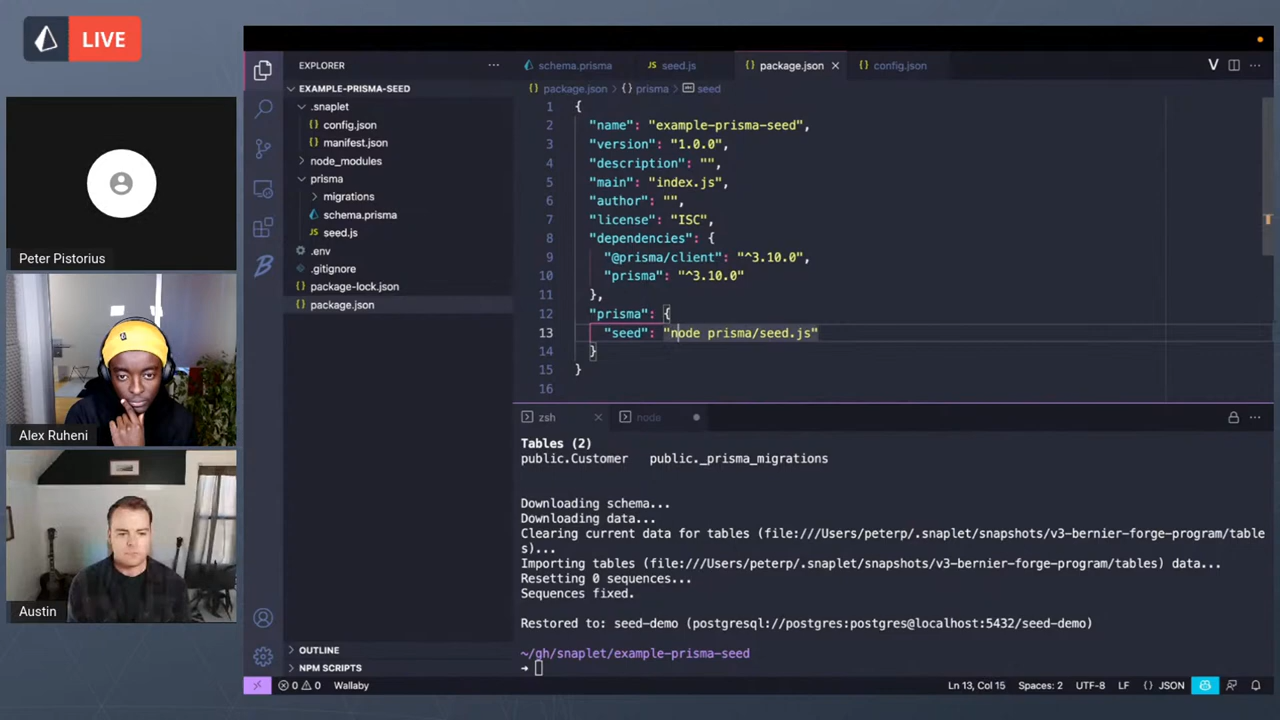 LIVE
Peter Pistorius
Alex Ruheni
Austin
EXPLORER
EXAMPLE-PRISMA-SEED
.snaplet
config.json
manifest.json
node_modules
prisma
migrations
schema.prisma
seed.js
.env
.gitignore
package-lock.json
package.json
OUTLINE
NPM SCRIPTS
schema.prisma
seed.js
package.json
config.json
package.json prisma seed
1 {
2 "name": "example-prisma-seed",
3 "version": "1.0.0",
4 "description": "",
5 "main": "index.js",
6 "author": "",
7 "license": "ISC",
8 "dependencies": {
9 "@prisma/client": "^3.10.0",
10 "prisma": "^3.10.0"
11 },
12 "prisma": {
13 "seed": "node prisma/seed.js"
14 }
15 }
16
zsh
node
Tables (2)
public.Customer public._prisma_migrations
Downloading schema...
Downloading data...
Clearing current data for tables (file:///Users/peterp/.snaplet/snapshots/v3-bernier-forge-program/table
s)...
Importing tables (file:///Users/peterp/.snaplet/snapshots/v3-bernier-forge-program/tables) data...
Resetting 0 sequences...
Sequences fixed.
Restored to: seed-demo (postgresql://postgres:postgres@localhost:5432/seed-demo)
~/gh/snaplet/example-prisma-seed
0 0 Wallaby
Ln 13, Col 15 Spaces: 2 UTF-8 LF { } JSON